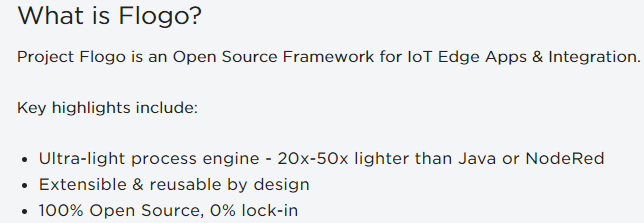 What is Flogo?
Project Flogo is an Open Source Framework for IoT Edge Apps & Integration.
Key highlights include:
• Ultra-light process engine - 20x-50x lighter than Java or NodeRed
• Extensible & reusable by design
• 100% Open Source, 0% lock-in